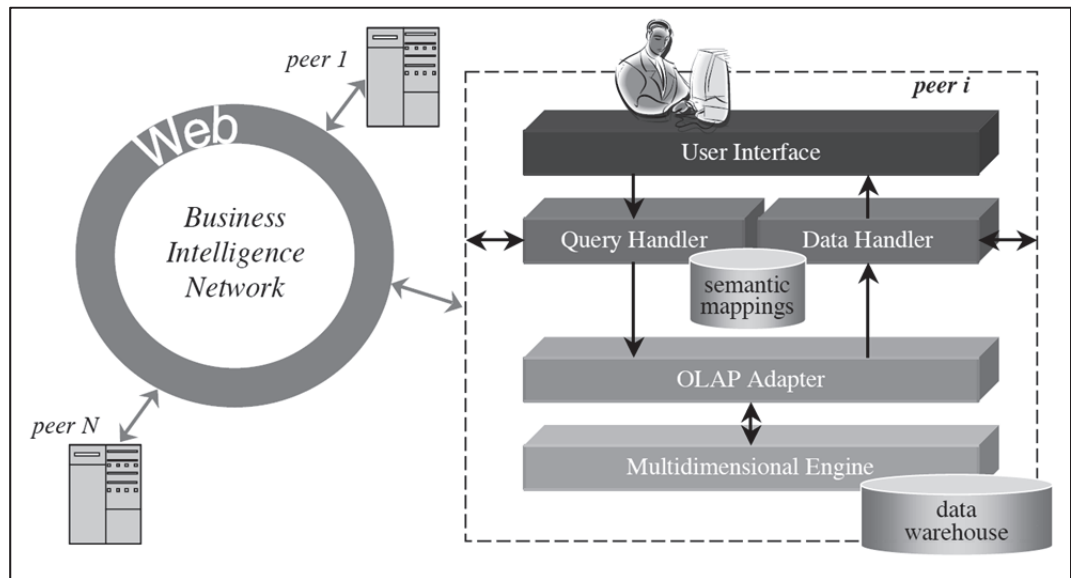 peer 1
Web
Business
Intelligence
Network
peer N
peer i
User Interface
Query Handler
Data Handler
semantic
mappings
OLAP Adapter
Multidimensional Engine
data
warehouse